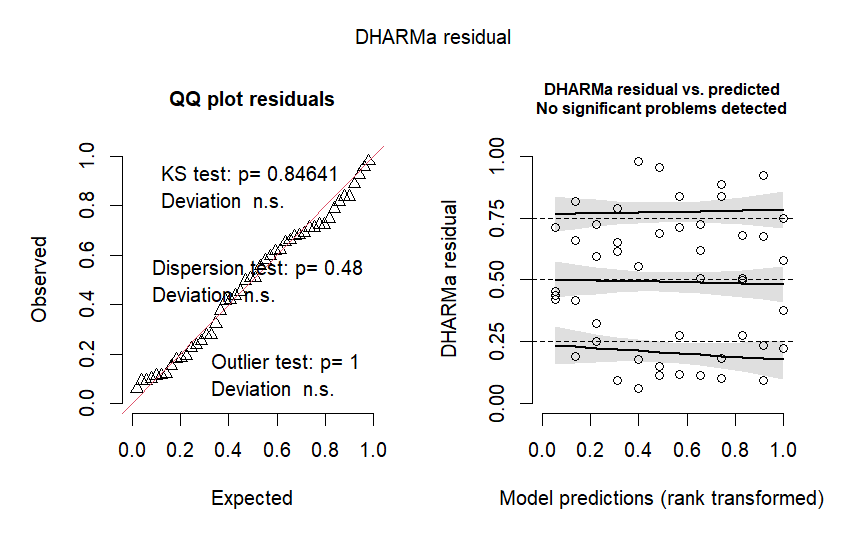 DHARMa residual
QQ plot residuals
KS test: p= 0.84641
Deviation n.s.
Dispersion test: p= 0.48
Deviation n.s.
Outlier test: p= 1
Deviation n.s.
Observed
0.0 0.2 0.4 0.6 0.8 1.0
0.0 0.2 0.4 0.6 0.8 1.0
Expected
DHARMa residual vs. predicted
No significant problems detected
DHARMa residual
0.00 0.25 0.50 0.75 1.00
0.0 0.2 0.4 0.6 0.8 1.0
Model predictions (rank transformed)